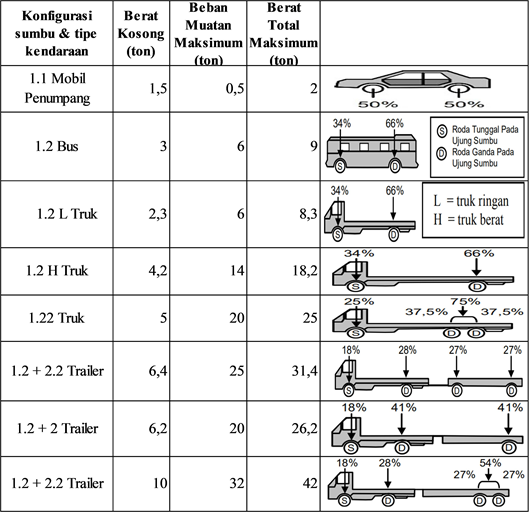 Konfigurasi
sumbu & tipe
kendaraan
Berat
Kosong
(ton)
Beban
Muatan
Maksimum
(ton)
Berat
Total
Maksimum
(ton)
1.1 Mobil
Penumpang
1,5
0,5
2
50%
50%
1.2 Bus
3
6
9
34%
66%
S
D
S Roda Tunggal Pada
Ujung Sumbu
D Roda Ganda Pada
Ujung Sumbu
1.2 L Truk
2,3
6
8,3
34%
66%
S
D
L = truk ringan
H = truk berat
1.2 H Truk
4,2
14
18,2
34%
66%
S
D
1.22 Truk
5
20
25
25%
75%
37,5%
37,5%
S
D
D
1.2 + 2.2 Trailer
6,4
25
31,4
18%
28%
27%
27%
S
D
D
D
1.2 + 2 Trailer
6,2
20
26,2
18%
41%
41%
S
D
D
1.2 + 2.2 Trailer
10
32
42
18%
28%
54%
27%
27%
S
D
D
D